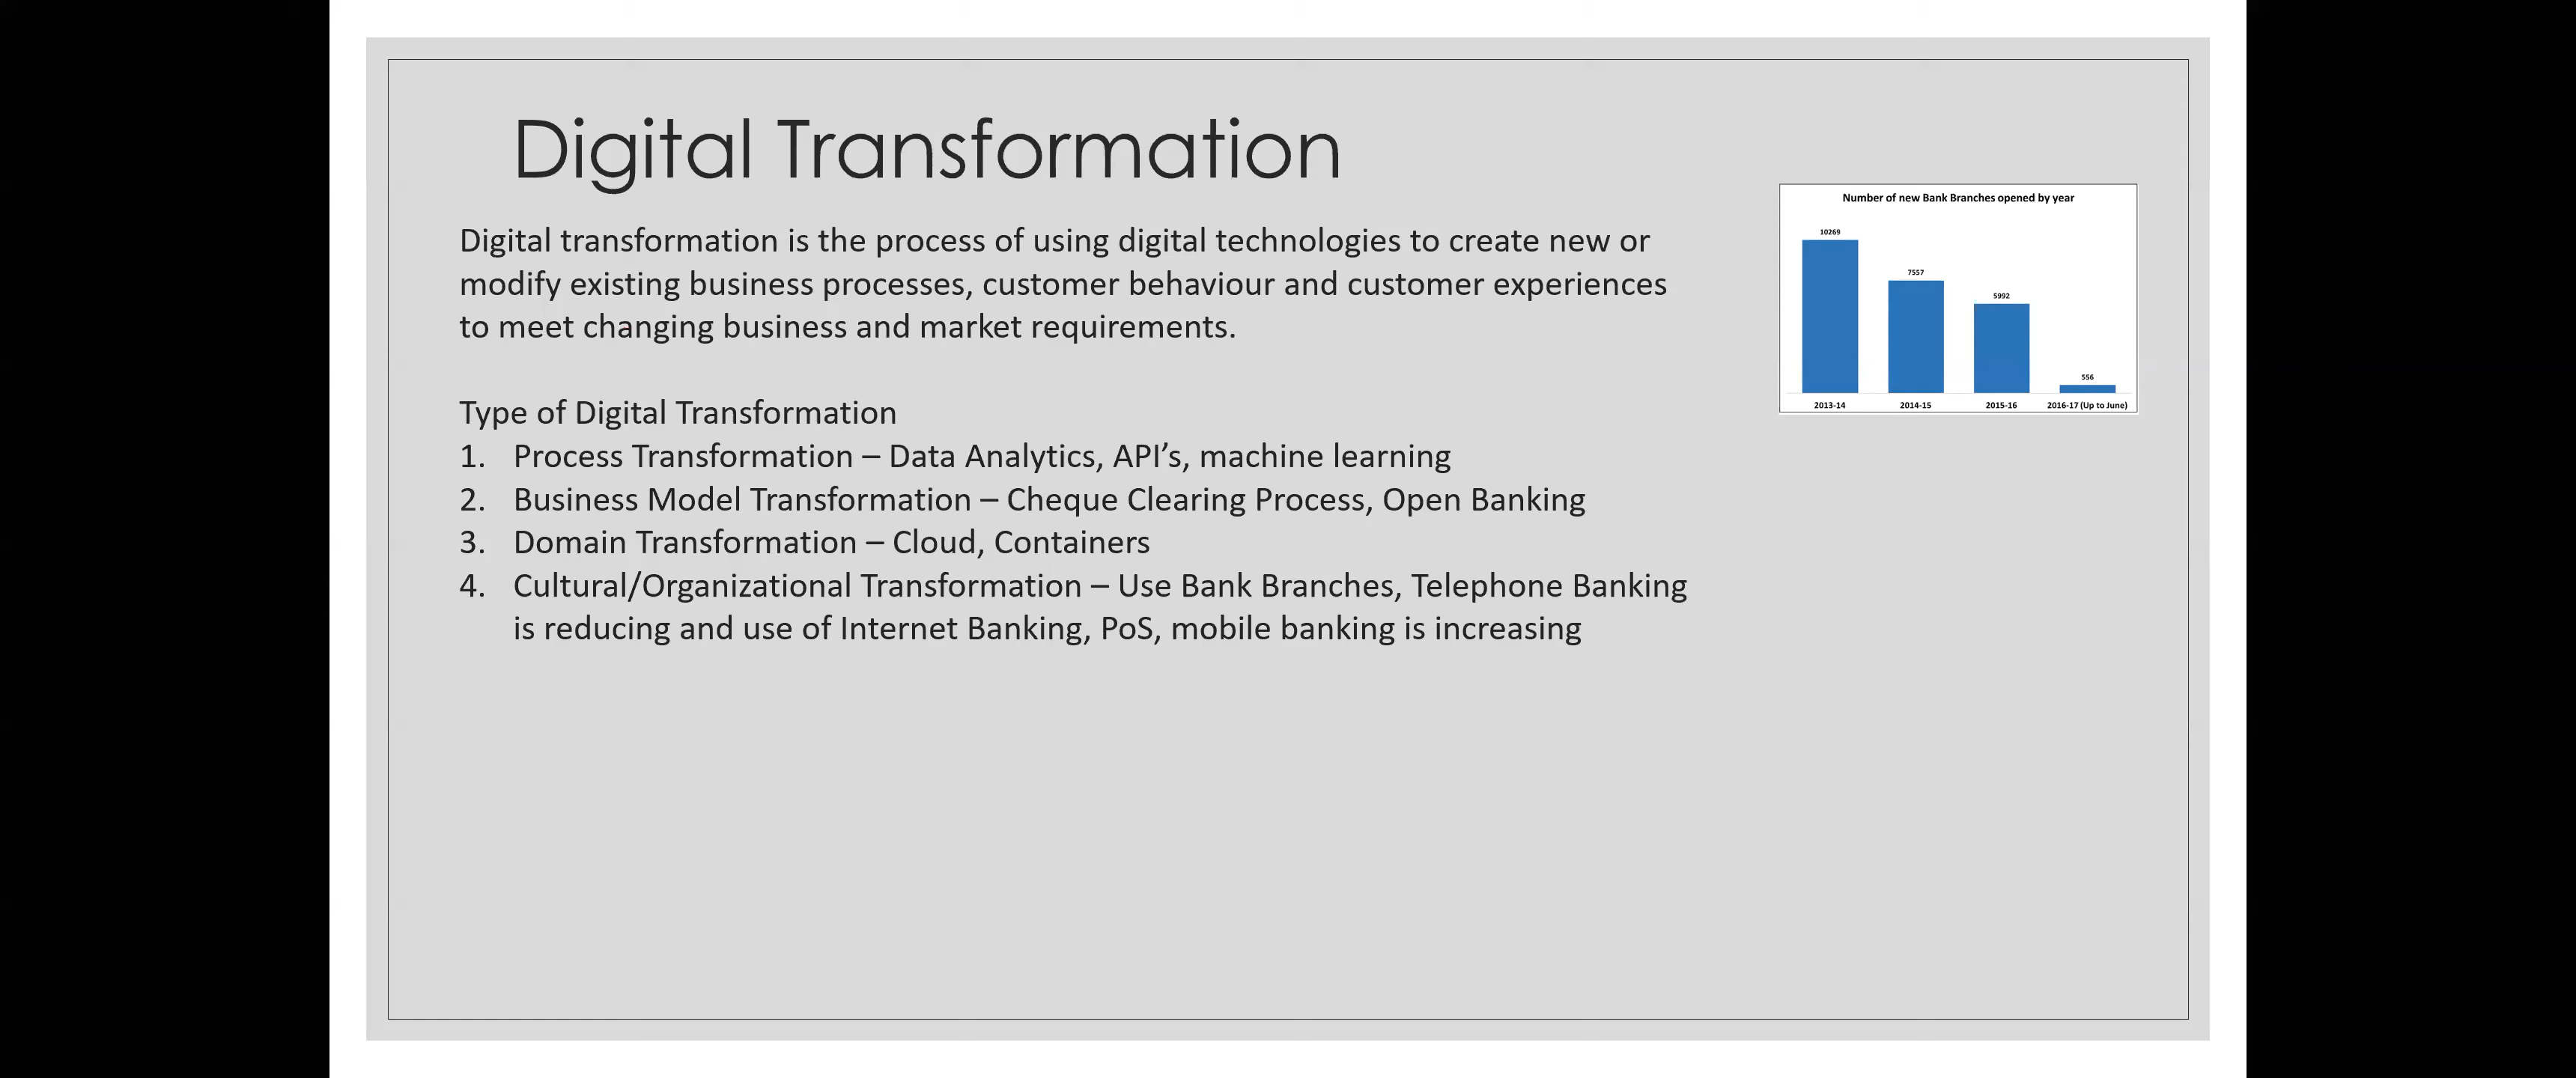 Digital Transformation
Digital transformation is the process of using digital technologies to create new or
modify existing business processes, customer behaviour and customer experiences
to meet changing business and market requirements.
Type of Digital Transformation
1. Process Transformation – Data Analytics, API’s, machine learning
2. Business Model Transformation – Cheque Clearing Process, Open Banking
3. Domain Transformation – Cloud, Containers
4. Cultural/Organizational Transformation – Use Bank Branches, Telephone Banking
is reducing and use of Internet Banking, PoS, mobile banking is increasing
Number of new Bank Branches opened by year
10269
7557
5992
556
2013-14 2014-15 2015-16 2016-17 (Up to June)